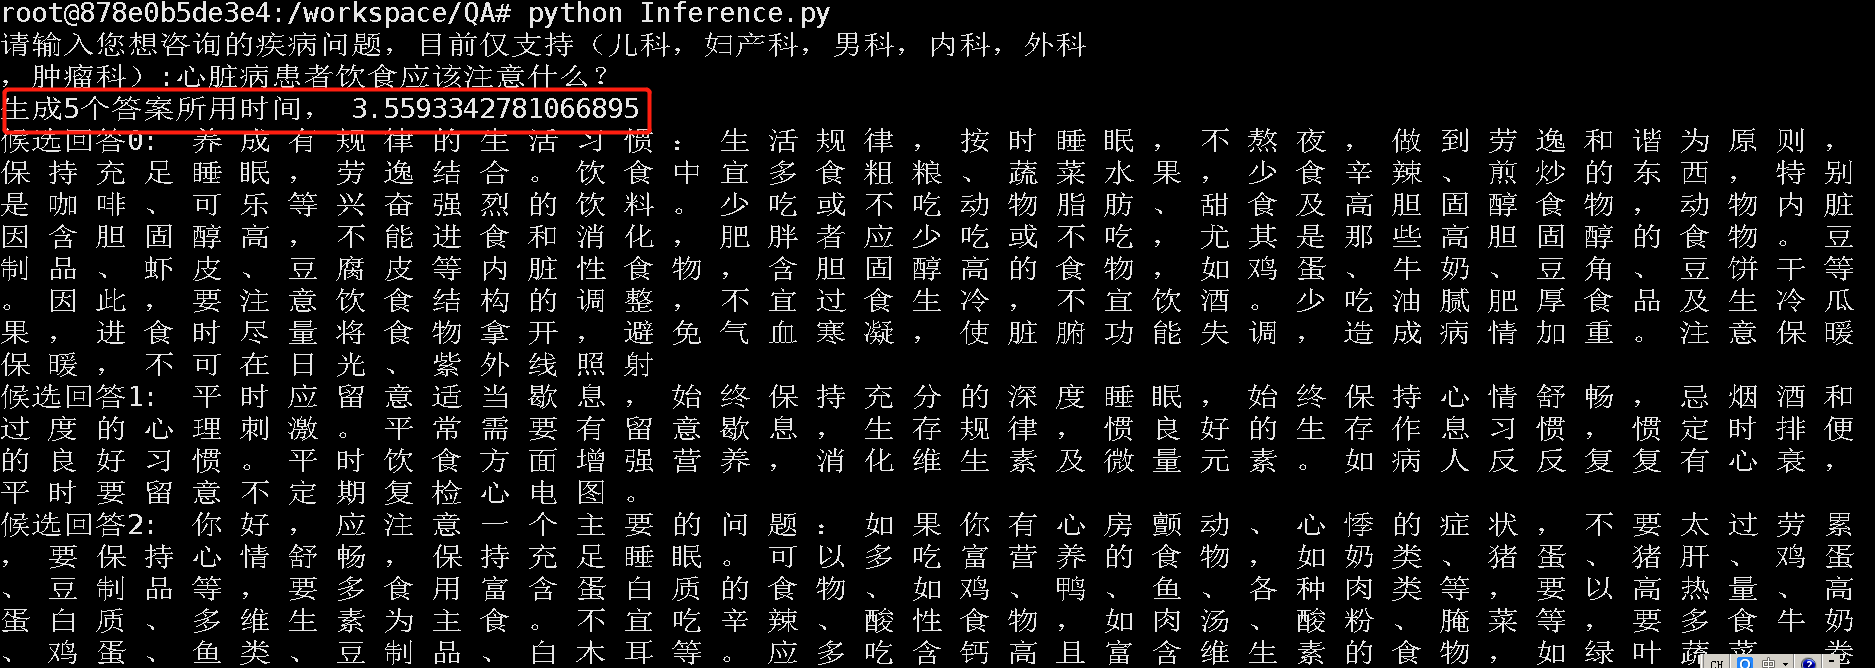 root@878e0b5de3e4:/workspace/QA# python Inference.py
请输入您想咨询的疾病问题，目前仅支持（儿科，妇产科，男科，内科，外科
，肿瘤科）:心脏病患者饮食应该注意什么？
生成5个答案所用时间， 3.5593342781066895
候选回答0: 养 成 有 规 律 的 生 活 习 惯 ： 生 活 规 律 ， 按 时 睡 眠 ， 不 熬 夜 ， 做 到 劳 逸 和 谐 为 原 则 ，
保 持 充 足 睡 眠 ， 劳 逸 结 合 。 饮 食 中 宜 多 食 粗 粮 、 蔬 菜 水 果 ， 少 食 辛 辣 、 煎 炒 的 东 西 ， 特 别
是 咖 啡 、 可 乐 等 兴 奋 强 烈 的 饮 料 。 少 吃 或 不 吃 动 物 脂 肪 、 甜 食 及 高 胆 固 醇 食 物 ， 动 物 内 脏
因 含 胆 固 醇 高 ， 不 能 进 食 和 消 化 ， 肥 胖 者 应 少 吃 或 不 吃 ， 尤 其 是 那 些 高 胆 固 醇 的 食 物 。 豆
制 品 、 虾 皮 、 豆 腐 皮 等 内 脏 性 食 物 ， 含 胆 固 醇 高 的 食 物 ， 如 鸡 蛋 、 牛 奶 、 豆 角 、 豆 饼 干 等
。 因 此 ， 要 注 意 饮 食 结 构 的 调 整 ， 不 宜 过 食 生 冷 ， 不 宜 饮 酒 。 少 吃 油 腻 肥 厚 食 品 及 生 冷 瓜
果 ， 进 食 时 尽 量 将 食 物 拿 开 ， 避 免 气 血 寒 凝 ， 使 脏 腑 功 能 失 调 ， 造 成 病 情 加 重 。 注 意 保 暖
保 暖 ， 不 可 在 日 光 、 紫 外 线 照 射
候选回答1: 平 时 应 留 意 适 当 歇 息 ， 始 终 保 持 充 分 的 深 度 睡 眠 ， 始 终 保 持 心 情 舒 畅 ， 忌 烟 酒 和
过 度 的 心 理 刺 激 。 平 常 需 要 有 留 意 歇 息 ， 生 存 规 律 ， 惯 良 好 的 生 存 作 息 习 惯 ， 惯 定 时 排 便
的 良 好 习 惯 。 平 时 饮 食 方 面 增 强 营 养 ， 消 化 维 生 素 及 微 量 元 素 。 如 病 人 反 反 复 复 有 心 衰 ，
平 时 要 留 意 不 定 期 复 检 心 电 图 。
候选回答2: 你 好 ， 应 注 意 一 个 主 要 的 问 题 ： 如 果 你 有 心 房 颤 动 、 心 悸 的 症 状 ， 不 要 太 过 劳 累
， 要 保 持 心 情 舒 畅 ， 保 持 充 足 睡 眠 。 可 以 多 吃 富 营 养 的 食 物 ， 如 奶 类 、 猪 蛋 、 猪 肝 、 鸡 蛋
、 豆 制 品 等 ， 要 多 食 用 富 含 蛋 白 质 的 食 物 、 如 鸡 、 鸭 、 鱼 、 各 种 肉 类 等 ， 要 以 高 热 量 、 高
蛋 白 质 、 多 维 生 素 为 主 食 。 不 宜 吃 辛 辣 、 酸 性 食 物 ， 如 肉 汤 、 酸 粉 、 腌 菜 等 ， 要 多 食 牛 奶
、 鸡 蛋 、 鱼 类 、 豆 制 品 、 白 木 耳 等 。 应 多 吃 含 钙 高 且 富 含 维 生 素 的 食 物 ， 如 绿 叶 蔬 菜 、 卷
CH